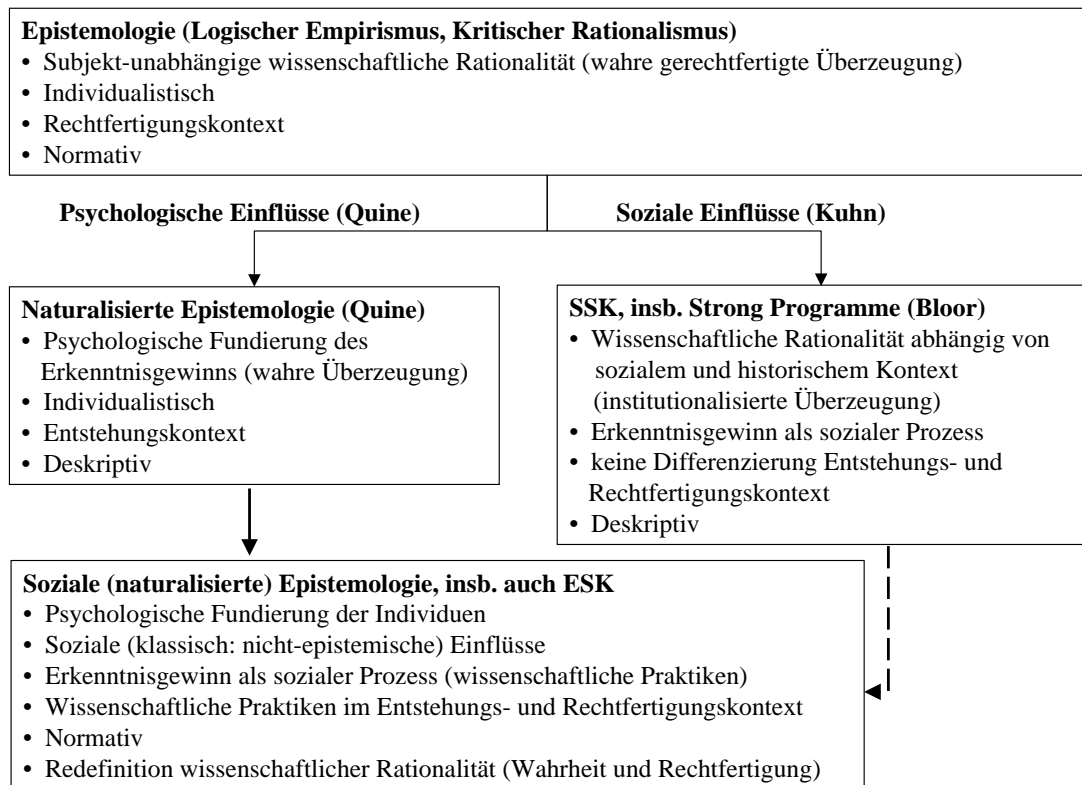 Epistemologie (Logischer Empirismus, Kritischer Rationalismus)
• Subjekt-unabhängige wissenschaftliche Rationalität (wahre gerechtfertigte Überzeugung)
• Individualistisch
• Rechtfertigungskontext
• Normativ
Psychologische Einflüsse (Quine)
Soziale Einflüsse (Kuhn)
Naturalisierte Epistemologie (Quine)
• Psychologische Fundierung des
Erkenntnisgewinns (wahre Überzeugung)
• Individualistisch
• Entstehungskontext
• Deskriptiv
SSK, insb. Strong Programme (Bloor)
• Wissenschaftliche Rationalität abhängig von
sozialem und historischem Kontext
(institutionalisierte Überzeugung)
• Erkenntnisgewinn als sozialer Prozess
• keine Differenzierung Entstehungs- und
Rechtfertigungskontext
• Deskriptiv
Soziale (naturalisierte) Epistemologie, insb. auch ESK
• Psychologische Fundierung der Individuen
• Soziale (klassisch: nicht-epistemische) Einflüsse
• Erkenntnisgewinn als sozialer Prozess (wissenschaftliche Praktiken)
• Wissenschaftliche Praktiken im Entstehungs- und Rechtfertigungskontext
• Normativ
• Redefinition wissenschaftlicher Rationalität (Wahrheit und Rechtfertigung)